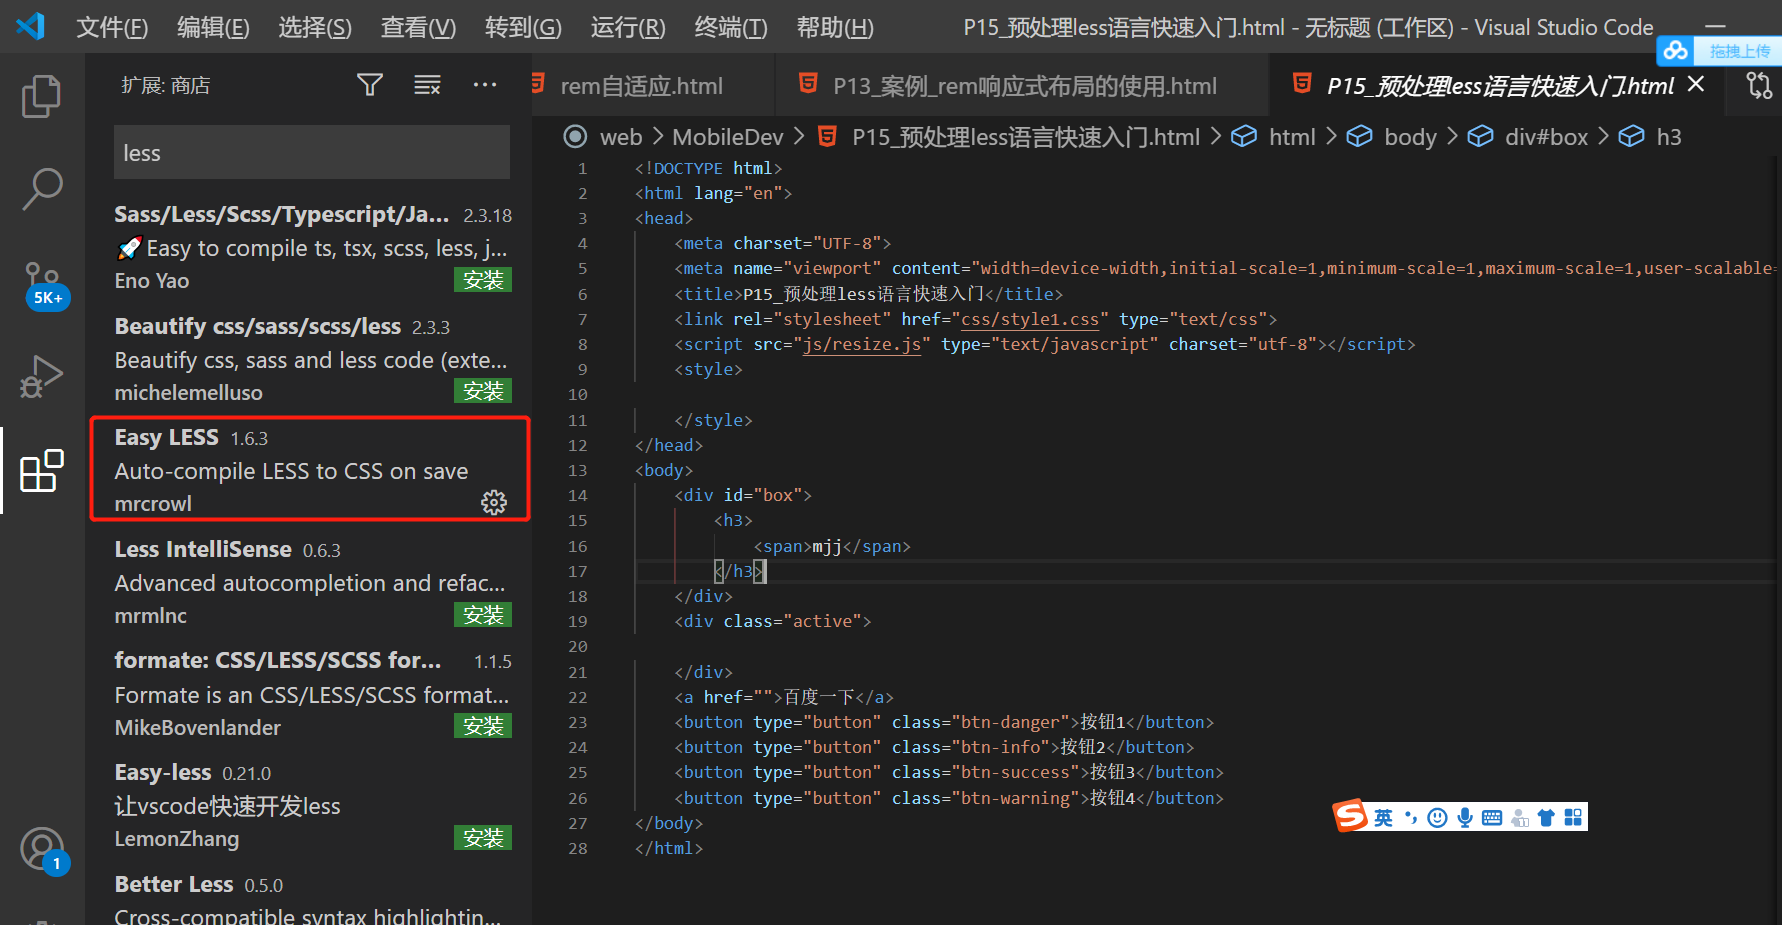 文件(F) 编辑(E) 选择(S) 查看(V) 转到(G) 运行(R) 终端(T) 帮助(H) P15_预处理less语言快速入门.html - 无标题 (工作区) - Visual Studio Code
拖拽上传
扩展: 商店
less
Sass/Less/Scss/Typescript/Ja... 2.3.18
Easy to compile ts, tsx, scss, less, j...
Eno Yao 安装
Beautify css/sass/scss/less 2.3.3
Beautify css, sass and less code (exte...
michelemelluso 安装
Easy LESS 1.6.3
Auto-compile LESS to CSS on save
mrcrowl
Less IntelliSense 0.6.3
Advanced autocompletion and refac...
mrmlnc 安装
formate: CSS/LESS/SCSS for... 1.1.5
Formate is an CSS/LESS/SCSS format...
MikeBovenlander 安装
Easy-less 0.21.0
让vscode快速开发less
LemonZhang 安装
Better Less 0.5.0
Cross-compatible syntax highlightin...
5K+
1
rem自适应.html P13_案例_rem响应式布局的使用.html P15_预处理less语言快速入门.html
web > MobileDev > P15_预处理less语言快速入门.html > html > body > div#box > h3
1 <!DOCTYPE html>
2 <html lang="en">
3 <head>
4 <meta charset="UTF-8">
5 <meta name="viewport" content="width=device-width,initial-scale=1,minimum-scale=1,maximum-scale=1,user-scalable=
6 <title>P15_预处理less语言快速入门</title>
7 <link rel="stylesheet" href="css/style1.css" type="text/css">
8 <script src="js/resize.js" type="text/javascript" charset="utf-8"></script>
9 <style>
10
11 </style>
12 </head>
13 <body>
14 <div id="box">
15 <h3>
16 <span>mjj</span>
17 </h3>
18 </div>
19 <div class="active">
20
21 </div>
22 <a href="">百度一下</a>
23 <button type="button" class="btn-danger">按钮1</button>
24 <button type="button" class="btn-info">按钮2</button>
25 <button type="button" class="btn-success">按钮3</button>
26 <button type="button" class="btn-warning">按钮4</button>
27 </body>
28 </html>
S 英